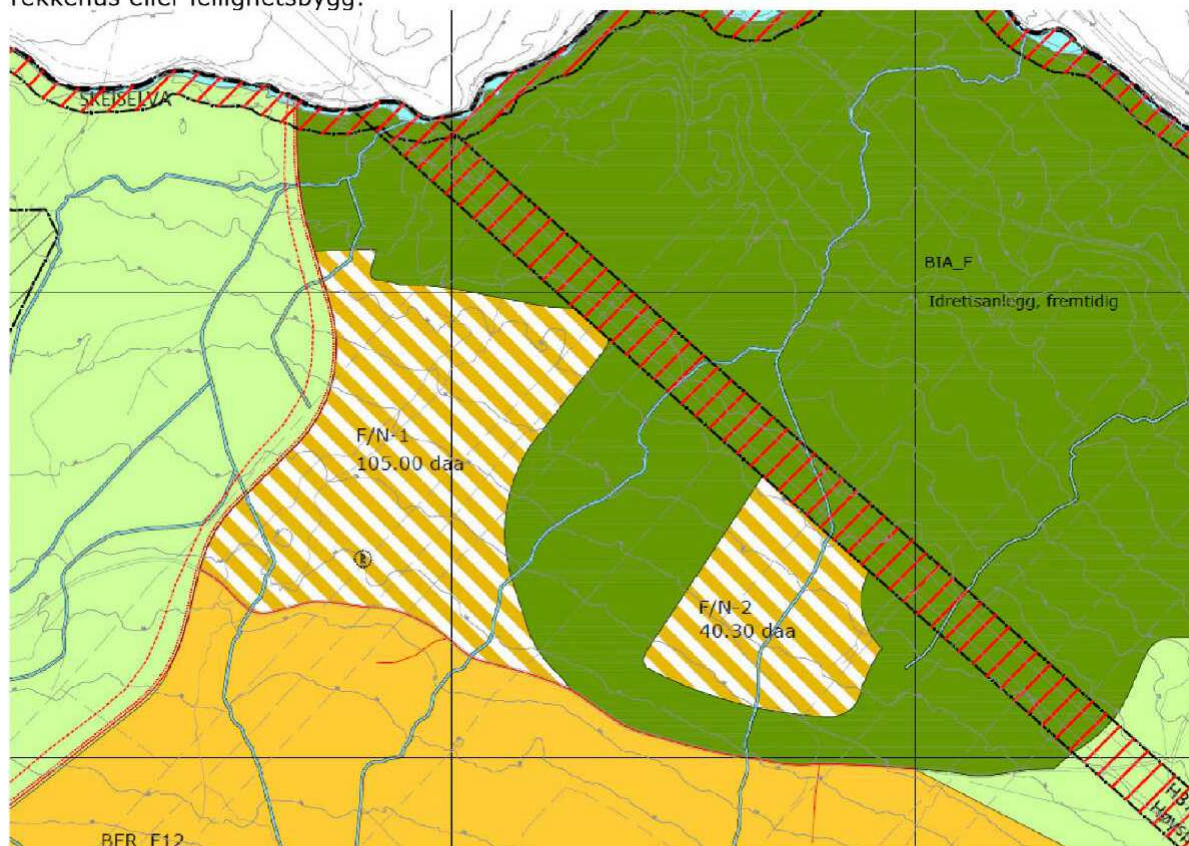 rekkehus eller leilighetsbygg.
SKEISELVA
BIA_F
Idrettsanlegg, fremtidig
F/N-1
105.00 daa
R
F/N-2
40.30 daa
BFR_F12